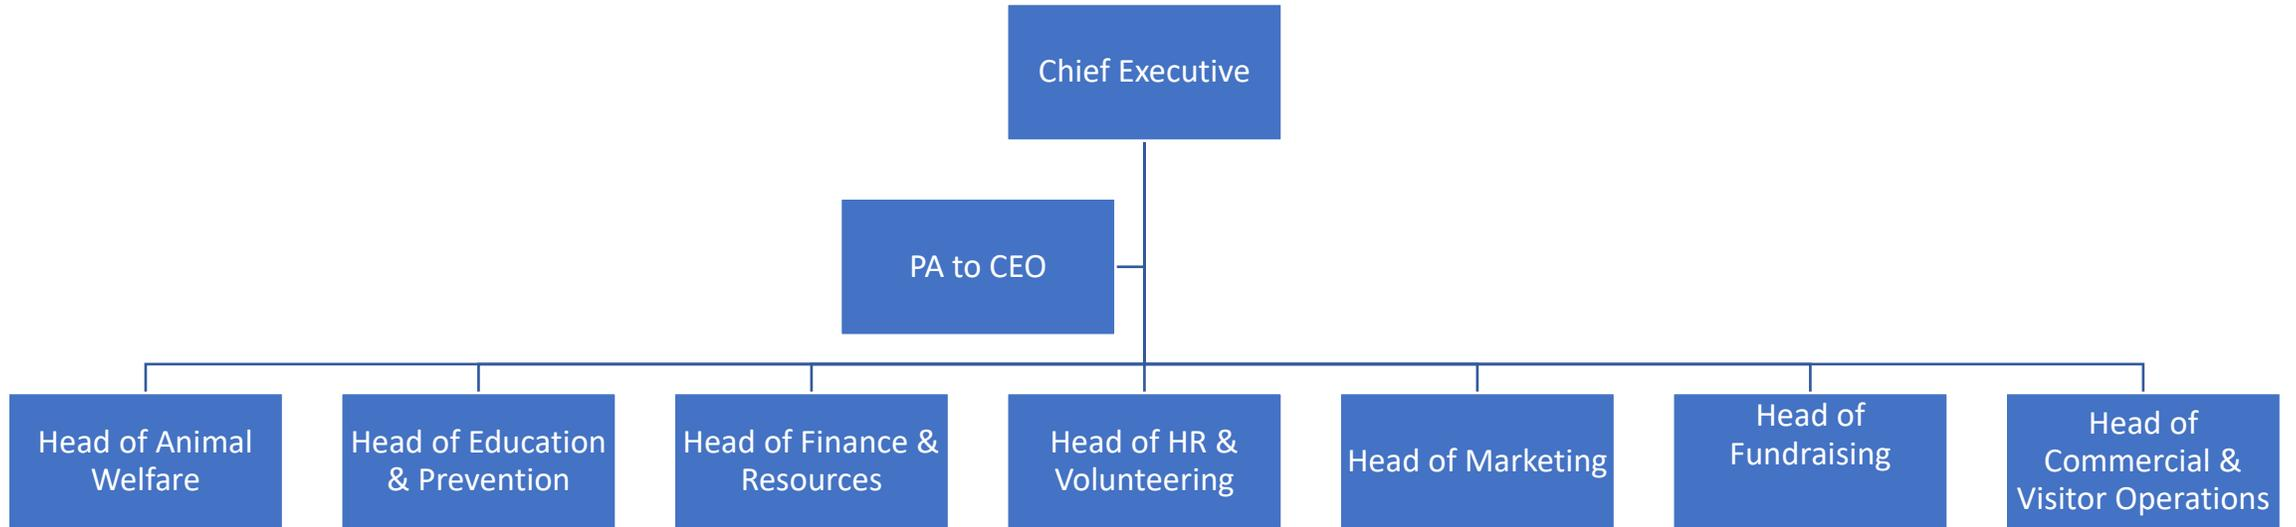 Chief Executive
PA to CEO
Head of Animal
Welfare
Head of Education
& Prevention
Head of Finance &
Resources
Head of HR &
Volunteering
Head of Marketing
Head of
Fundraising
Head of
Commercial &
Visitor Operations